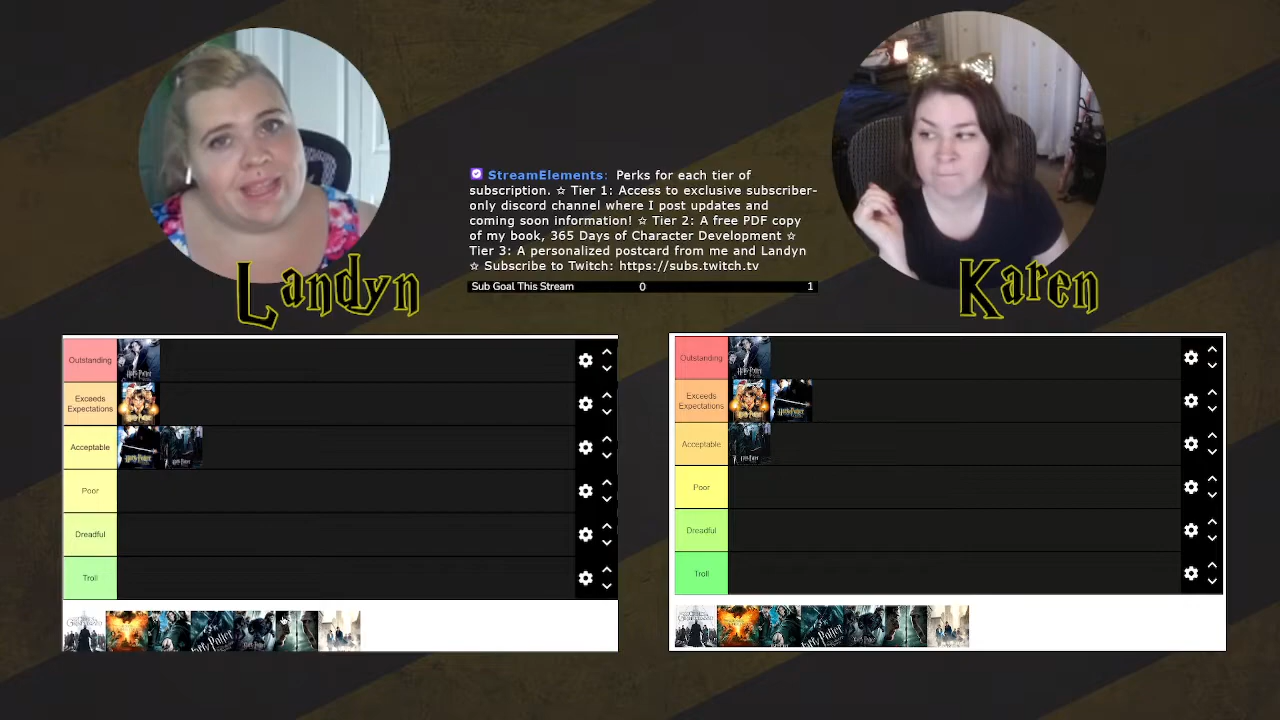 StreamElements: Perks for each tier of
subscription. ☆ Tier 1: Access to exclusive subscriber-
only discord channel where I post updates and
coming soon information! ☆ Tier 2: A free PDF copy
of my book, 365 Days of Character Development ☆
Tier 3: A personalized postcard from me and Landyn
☆ Subscribe to Twitch: https://subs.twitch.tv
Sub Goal This Stream 0 1
Landyn
Karen
Outstanding
Exceeds
Expectations
Acceptable
Poor
Dreadful
Troll
Outstanding
Exceeds
Expectations
Acceptable
Poor
Dreadful
Troll